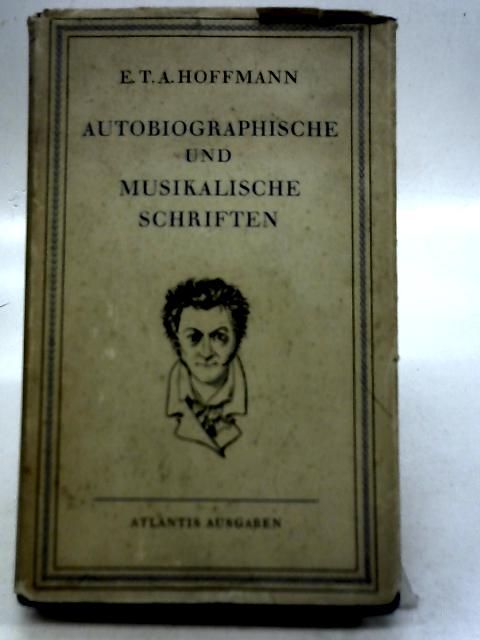 E.T.A. HOFFMANN
AUTOBIOGRAPHISCHE
UND
MUSIKALISCHE
SCHRIFTEN
ATLANTIS AUSGABEN